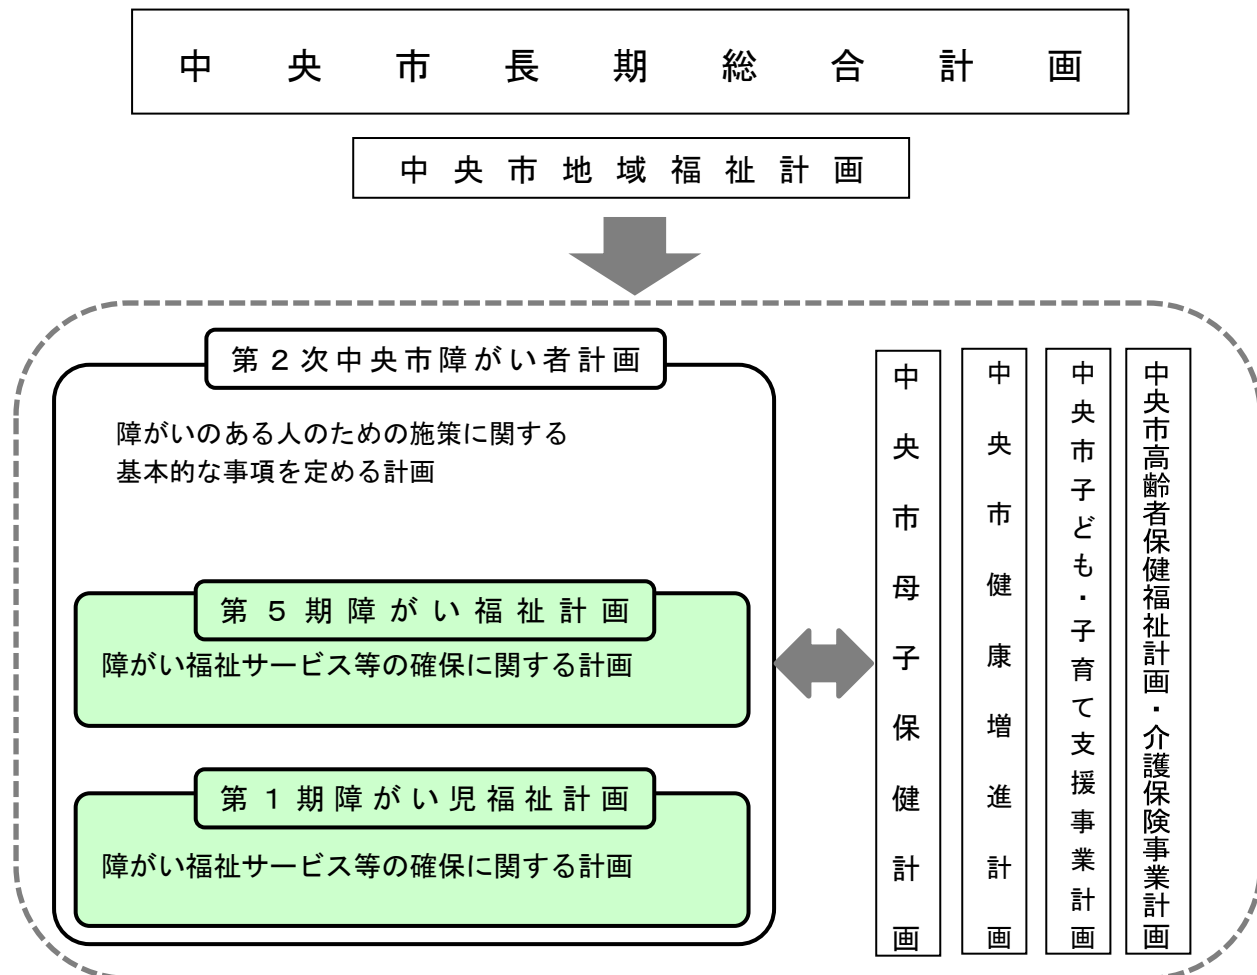 中央市長期総合計画
中央市地域福祉計画
第２次中央市障がい者計画
障がいのある人のための施策に関する
基本的な事項を定める計画
第５期障がい福祉計画
障がい福祉サービス等の確保に関する計画
第１期障がい児福祉計画
障がい福祉サービス等の確保に関する計画
中央市母子保健計画
中央市健康増進計画
中央市子ども・子育て支援事業計画
中央市高齢者保健福祉計画・介護保険事業計画